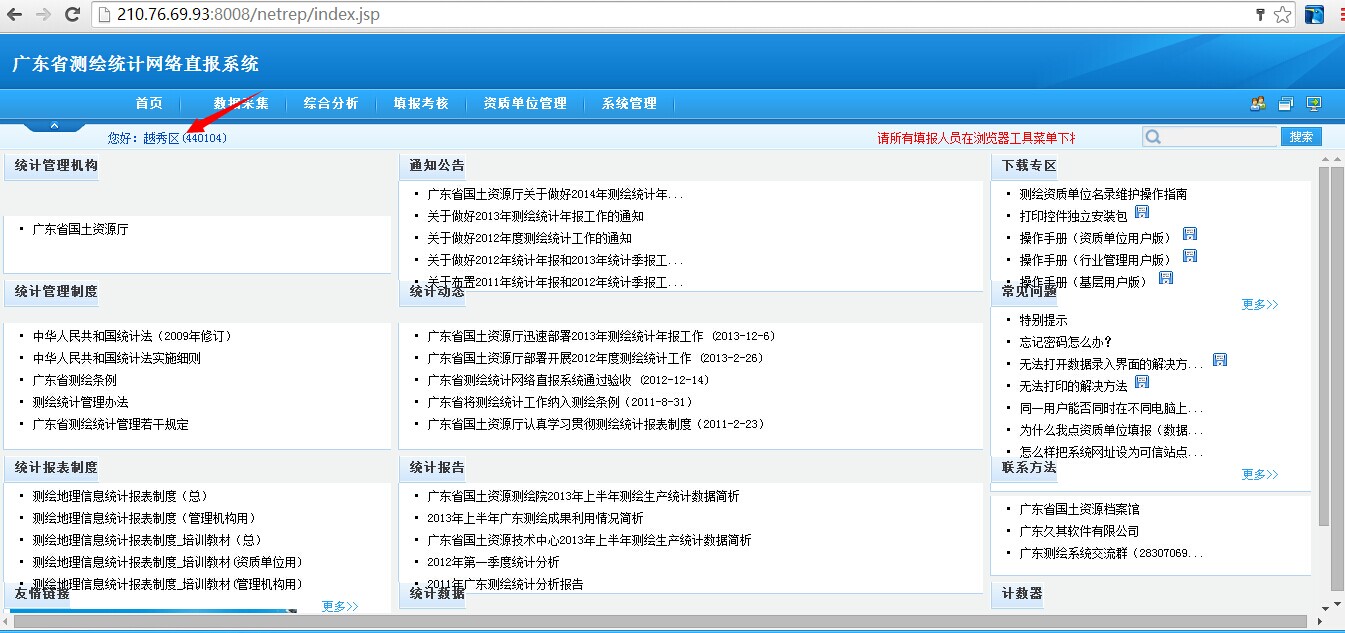 210.76.69.93:8008/netrep/index.jsp
广东省测绘统计网络直报系统
首页 数据采集 综合分析 填报考核 资质单位管理 系统管理
您好：越秀区(440104)
请所有填报人员在浏览器工具菜单下
搜索
统计管理机构
广东省国土资源厅
统计管理制度
中华人民共和国统计法（2009年修订）
中华人民共和国统计法实施细则
广东省测绘条例
测绘统计管理办法
广东省测绘统计管理若干规定
统计报表制度
测绘地理信息统计报表制度（总）
测绘地理信息统计报表制度（管理机构用）
测绘地理信息统计报表制度_培训教材（总）
测绘地理信息统计报表制度_培训教材(资质单位用）
测绘地理信息统计报表制度_培训教材(管理机构用）
友情链接
更多>>
通知公告
广东省国土资源厅关于做好2014年测绘统计年...
关于做好2013年测绘统计年报工作的通知
关于做好2012年度测绘统计工作的通知
关于做好2012年统计年报和2013年统计季报工...
关于布置2011年统计年报和2012年统计季报工...
统计动态
广东省国土资源厅迅速部署2013年测绘统计年报工作（2013-12-6）
广东省国土资源厅部署开展2012年度测绘统计工作（2013-2-26）
广东省测绘统计网络直报系统通过验收（2012-12-14）
广东省将测绘统计工作纳入测绘条例（2011-8-31）
广东省国土资源厅认真学习贯彻测绘统计报表制度（2011-2-23）
统计报告
广东省国土资源测绘院2013年上半年测绘生产统计数据简析
2013年上半年广东测绘成果利用情况简析
广东省国土资源技术中心2013年上半年测绘生产统计数据简析
2012年第一季度统计分析
2011年广东测绘统计分析报告
统计数据
下载专区
测绘资质单位名录维护操作指南
打印控件独立安装包
操作手册（资质单位用户版）
操作手册（行业管理用户版）
操作手册（基层用户版）
常见问题
更多>>
特别提示
忘记密码怎么办？
无法打开数据录入界面的解决方...
无法打印的解决方法
同一用户能否同时在不同电脑上...
为什么我点资质单位填报（数据...
怎么样把系统网址设为可信站点...
联系方法
更多>>
广东省国土资源档案馆
广东久其软件有限公司
广东测绘系统交流群（28307069...
计数器